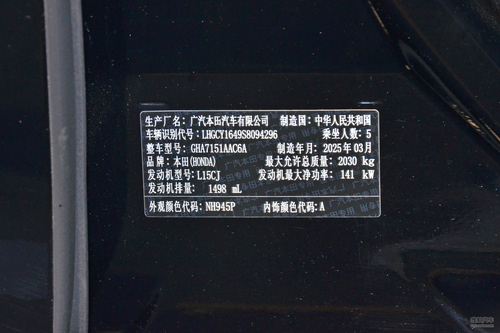 生产厂名：广汽本田汽车有限公司 制造国：中华人民共和国
车辆识别代号：LHGCY1649S8094296 乘坐人数：5
整车型号：GHA7151AAC6A 制造年月：2025年03月
品牌：本田(HONDA) 最大允许总质量：2030 kg
发动机型号：L15CJ 发动机最大净功率：141 kW
发动机排量：1498 mL
外观颜色代码：NH945P 内饰颜色代码：A